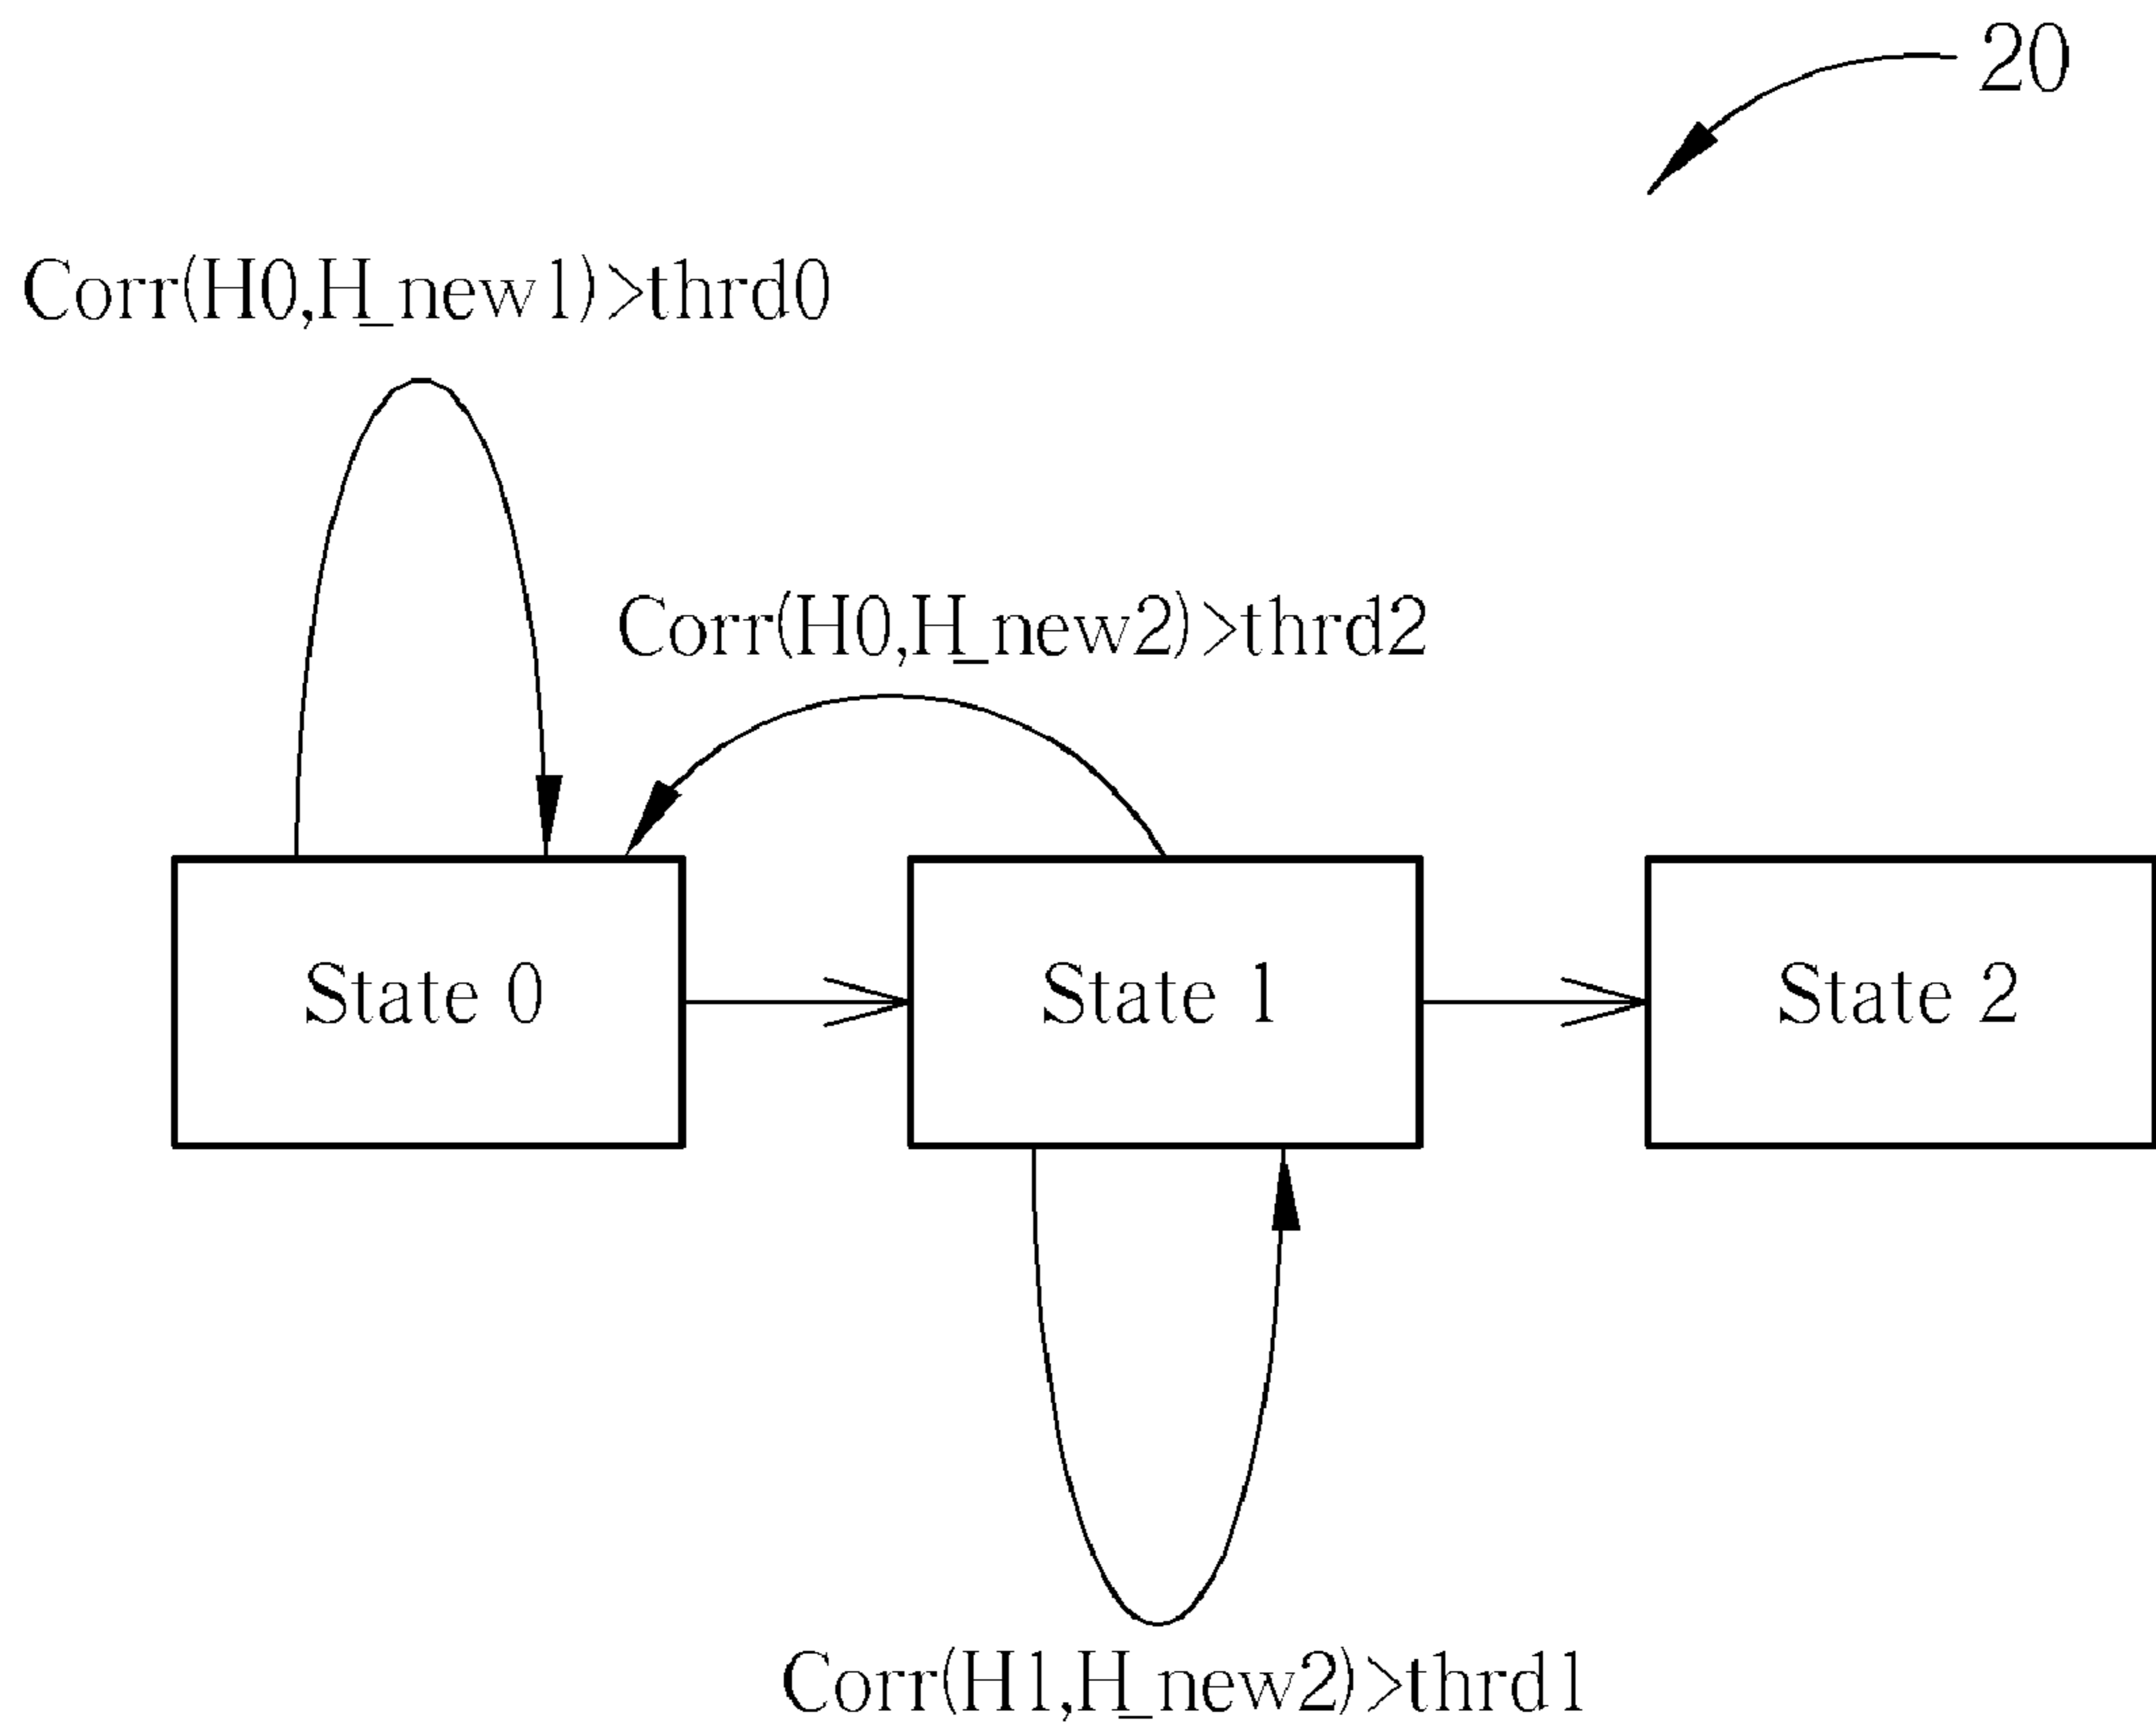 20
Corr(H0,H_new1)>thrd0
Corr(H0,H_new2)>thrd2
State 0
State 1
State 2
Corr(H1,H_new2)>thrd1